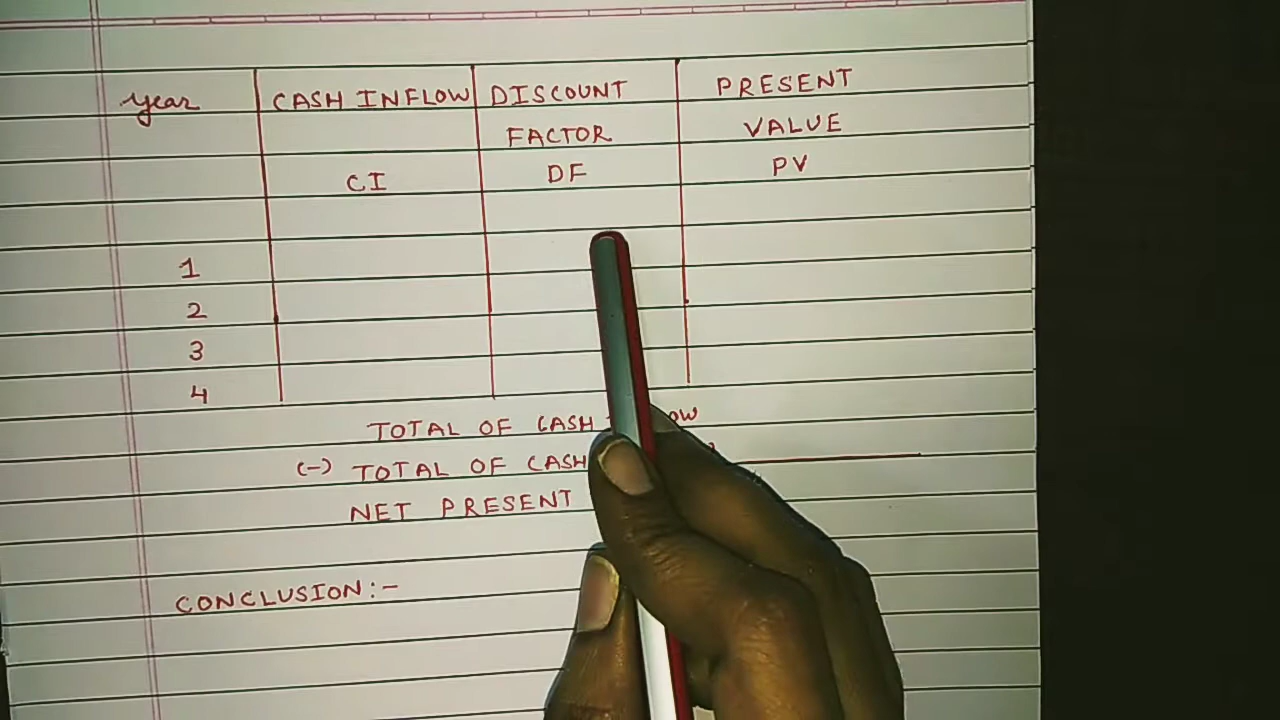 year CASH INFLOW DISCOUNT PRESENT
FACTOR VALUE
CI DF PV
1
2
3
4
TOTAL OF CASH
(-) TOTAL OF CASH
NET PRESENT
CONCLUSION:-